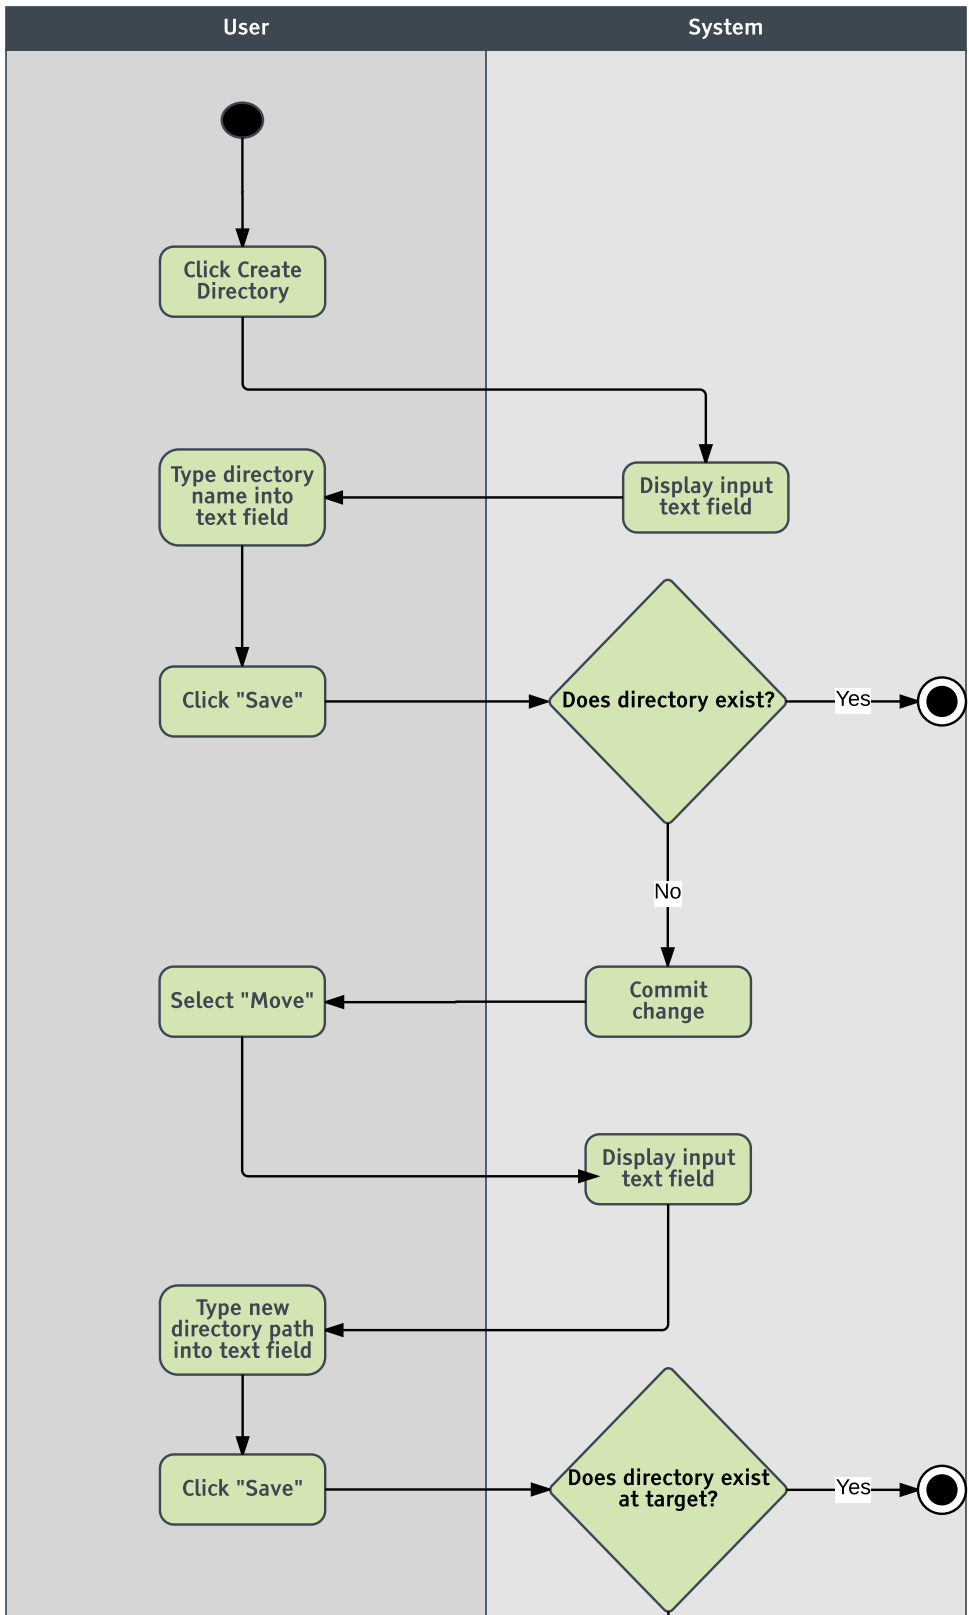 User
System
Click Create
Directory
Type directory
name into
text field
Display input
text field
Click "Save"
Does directory exist?
Yes
No
Select "Move"
Commit
change
Display input
text field
Type new
directory path
into text field
Click "Save"
Does directory exist
at target?
Yes